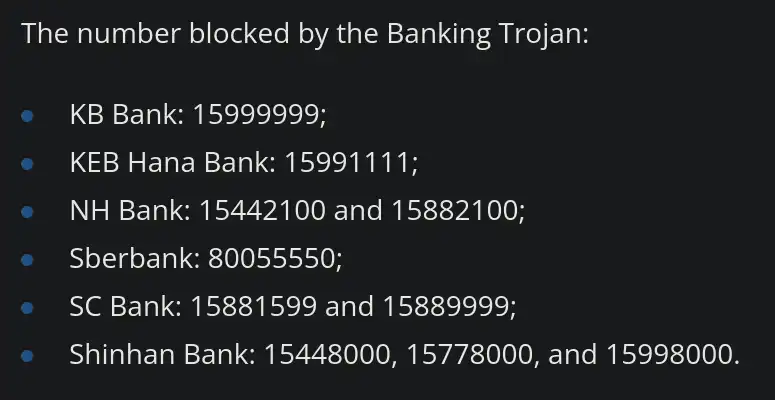 The number blocked by the Banking Trojan:
KB Bank: 15999999;
KEB Hana Bank: 15991111;
NH Bank: 15442100 and 15882100;
Sberbank: 80055550;
SC Bank: 15881599 and 15889999;
Shinhan Bank: 15448000, 15778000, and 15998000.